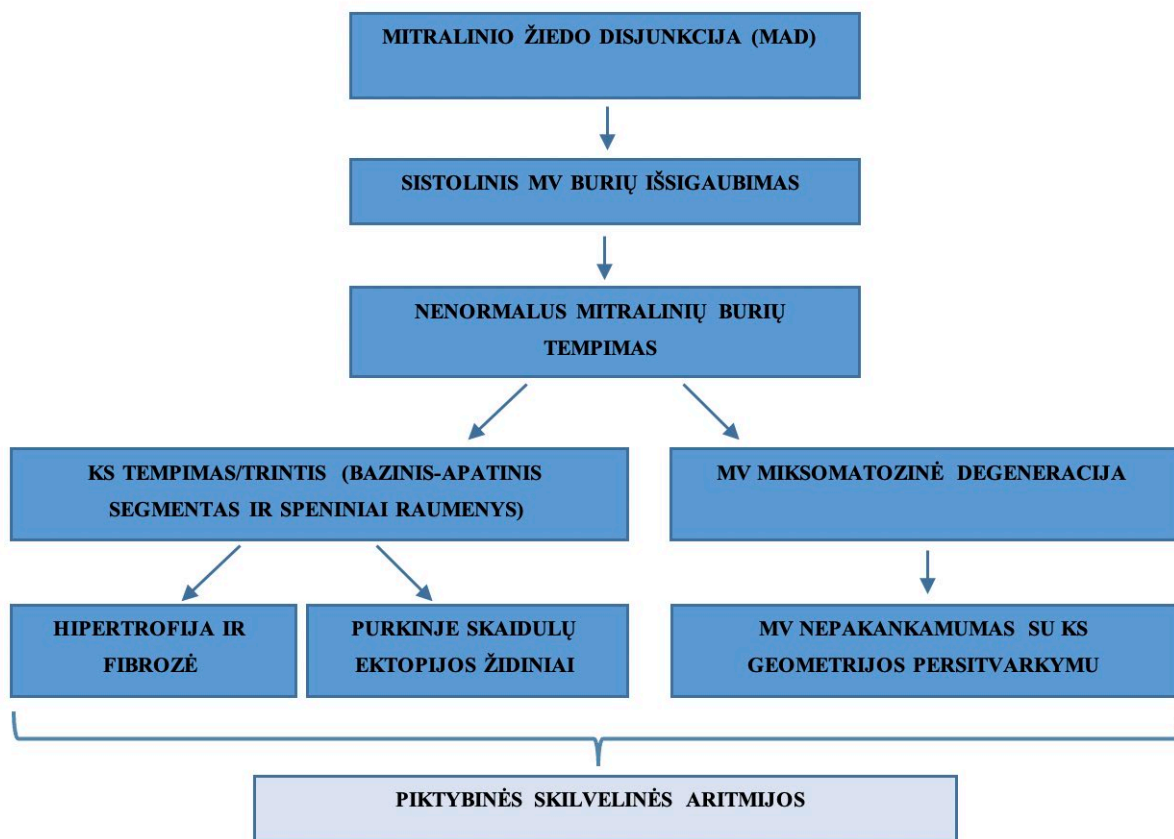 MITRALINIO ŽIEDO DISJUNKCIJA (MAD)
SISTOLINIS MV BURIŲ IŠSIGAUBIMAS
NENORMALUS MITRALINIŲ BURIŲ
TEMPIMAS
KS TEMPIMAS/TRINTIS (BAZINIS-APATINIS
SEGMENTAS IR SPENINIAI RAUMENYS)
MV MIKSOMATOZINĖ DEGENERACIJA
HIPERTROFIJA IR
FIBROZĖ
PURKINJE SKAIDULŲ
EKTOPIJOS ŽIDINIAI
MV NEPAKANKAMUMAS SU KS
GEOMETRIJOS PERSITVARKYMU
PIKTYBINĖS SKILVELINĖS ARITMIJOS